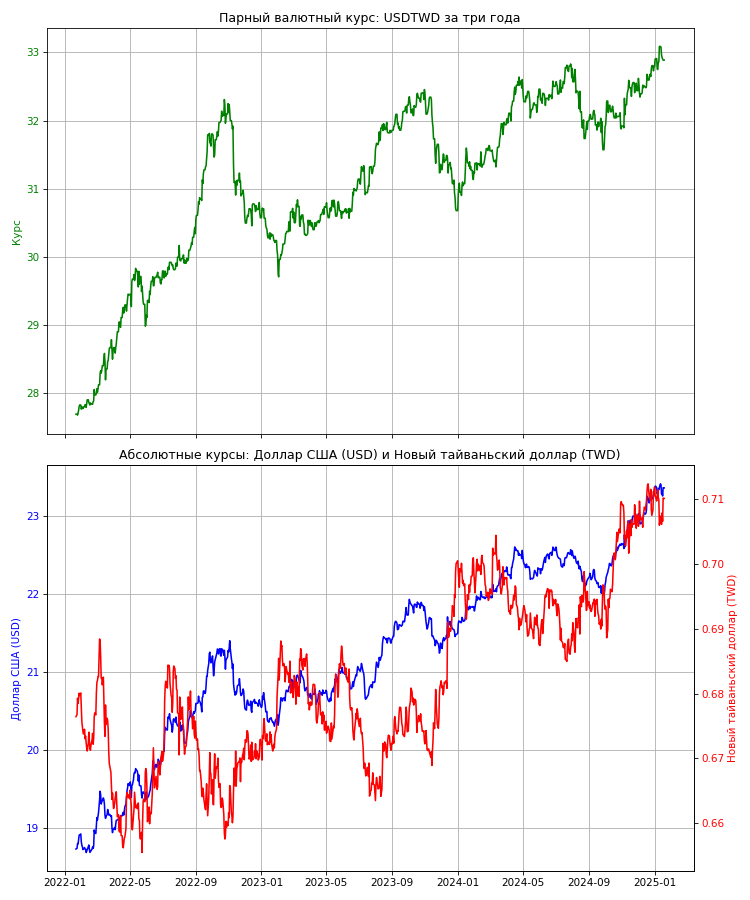 Парный валютный курс: USDTWD за три года
33
32
31
30
29
28
Курс
Абсолютные курсы: Доллар США (USD) и Новый тайваньский доллар (TWD)
23
22
21
20
19
Доллар США (USD)
0.71
0.70
0.69
0.68
0.67
0.66
Новый тайваньский доллар (TWD)
2022-01 2022-05 2022-09 2023-01 2023-05 2023-09 2024-01 2024-05 2024-09 2025-01